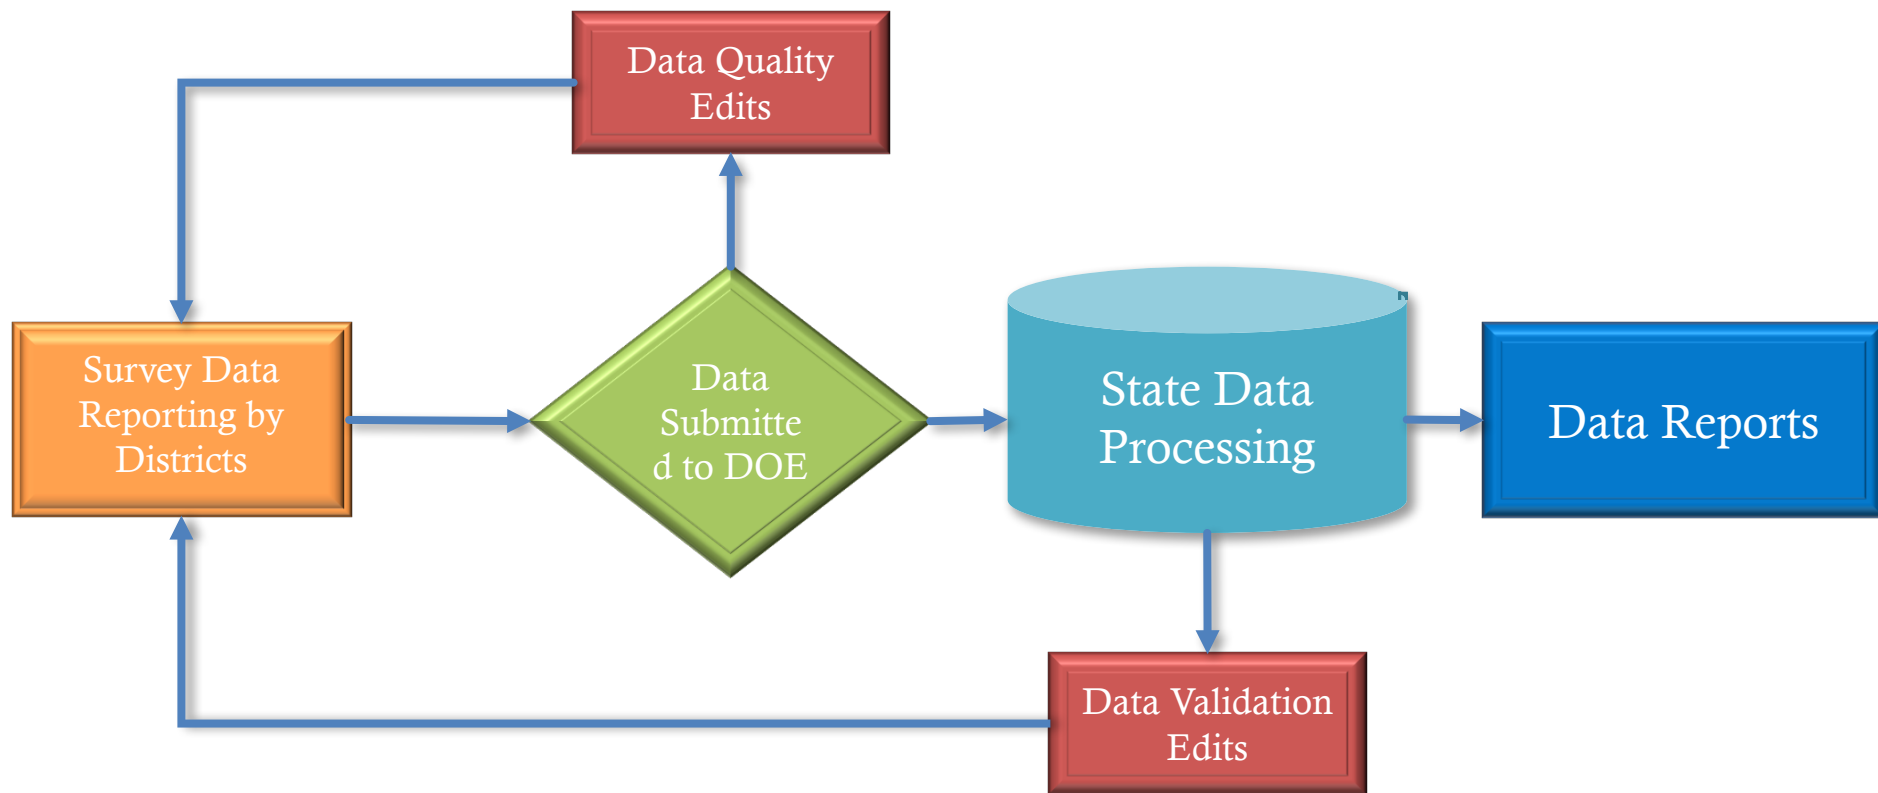 Data Quality
Edits
Survey Data
Reporting by
Districts
Data
Submitte
d to DOE
State Data
Processing
Data Reports
Data Validation
Edits